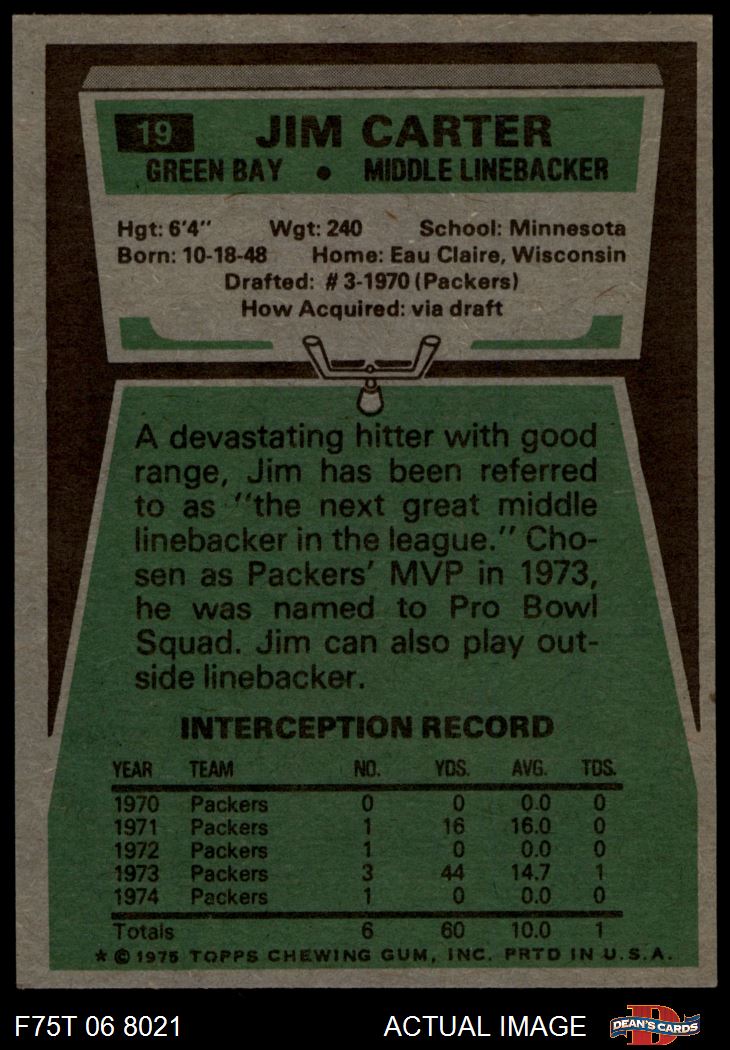 19 JIM CARTER
GREEN BAY • MIDDLE LINEBACKER
Hgt: 6'4" Wgt: 240 School: Minnesota
Born: 10-18-48 Home: Eau Claire, Wisconsin
Drafted: #3-1970 (Packers)
How Acquired: via draft
A devastating hitter with good
range, Jim has been referred
to as "the next great middle
linebacker in the league." Cho-
sen as Packers' MVP in 1973,
he was named to Pro Bowl
Squad. Jim can also play out-
side linebacker.
INTERCEPTION RECORD
YEAR TEAM NO. YDS. AVG. TDS.
1970 Packers 0 0 0.0 0
1971 Packers 1 16 16.0 0
1972 Packers 1 0 0.0 0
1973 Packers 3 44 14.7 1
1974 Packers 1 0 0.0 0
Totals 6 60 10.0 1
* © 1975 TOPPS CHEWING GUM, INC. PRTD IN U.S.A.
F75T 06 8021 ACTUAL IMAGE D DEAN'S CARDS